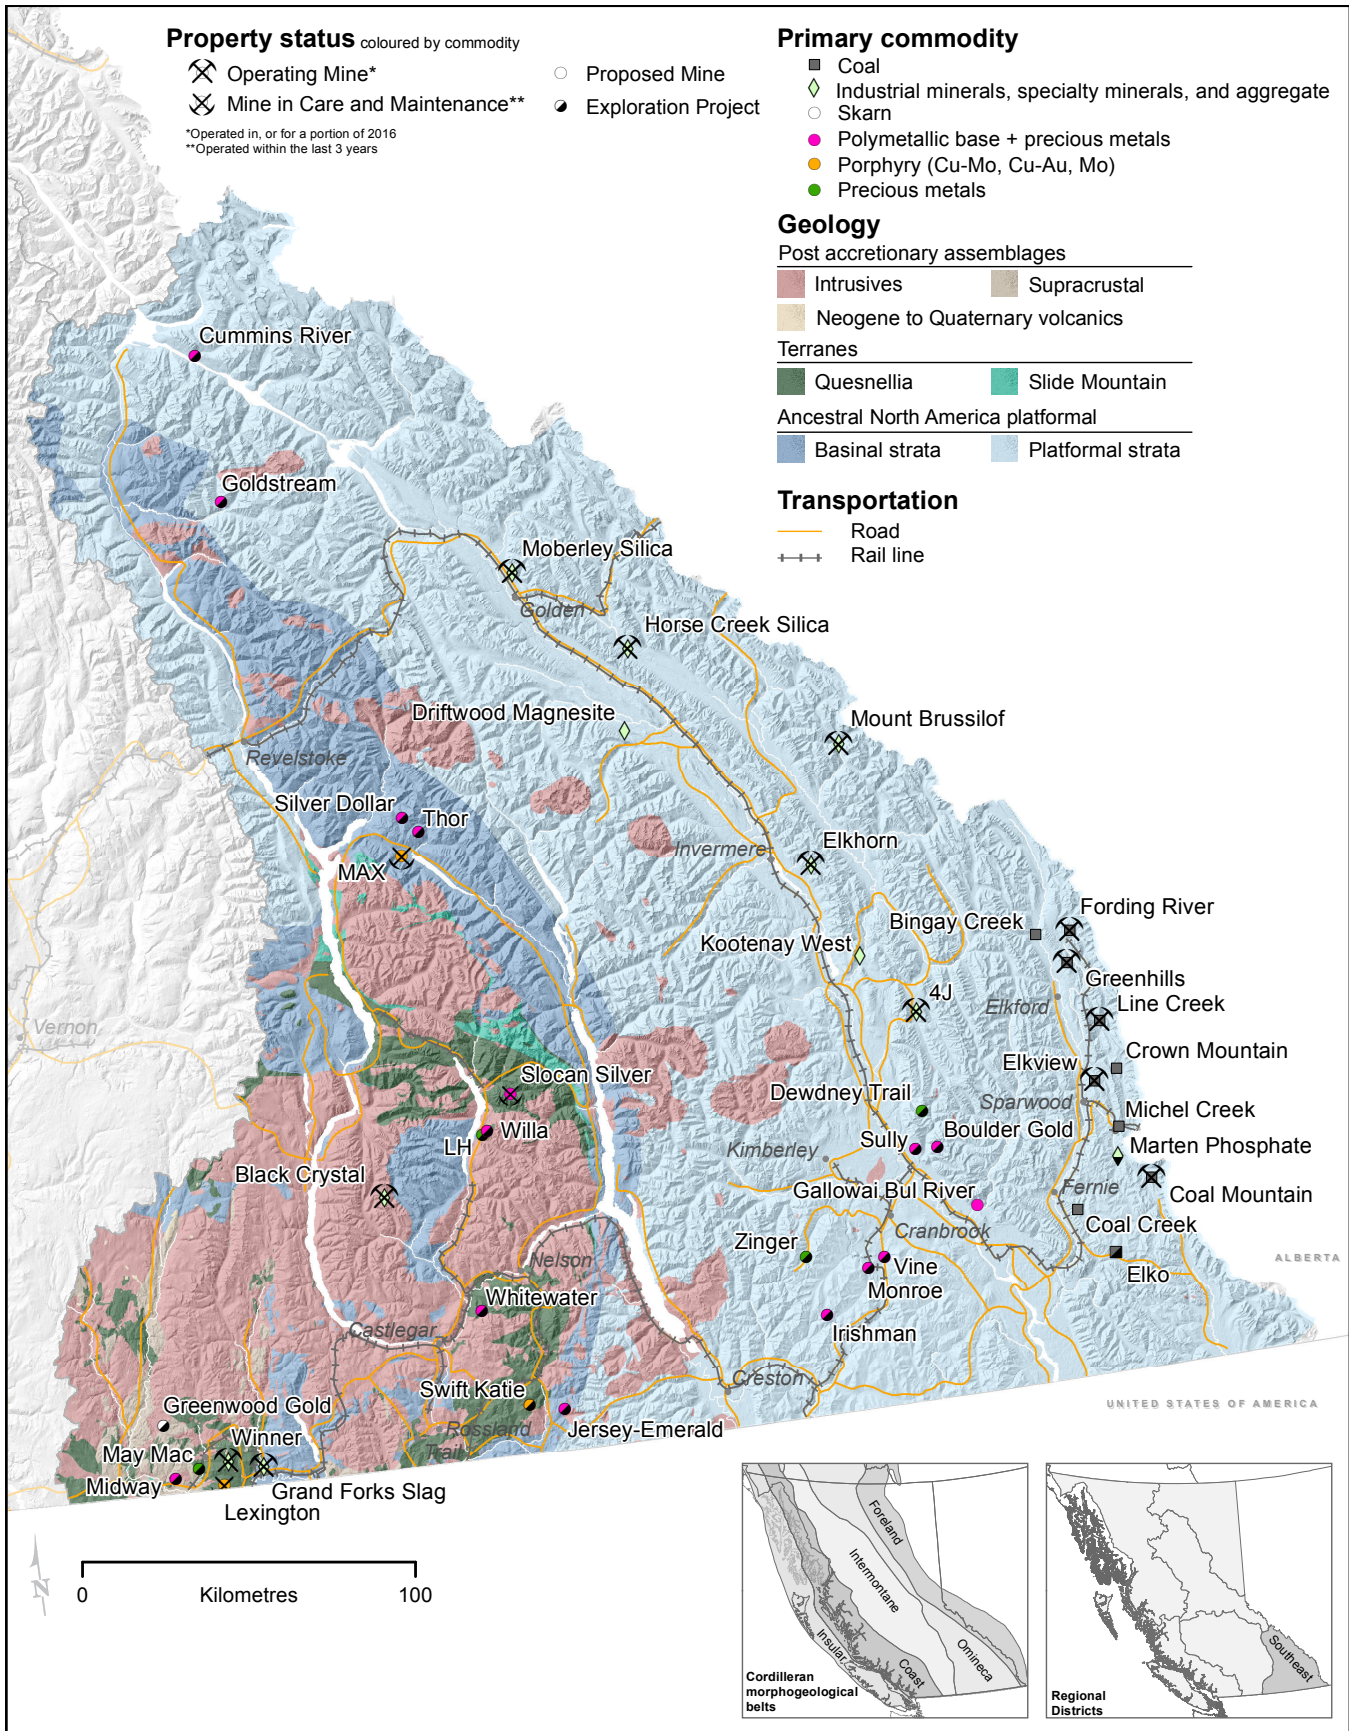 Property status coloured by commodity
Operating Mine*
Mine in Care and Maintenance**
Proposed Mine
Exploration Project
*Operated in, or for a portion of 2016
**Operated within the last 3 years
Primary commodity
Coal
Industrial minerals, specialty minerals, and aggregate
Skarn
Polymetallic base + precious metals
Porphyry (Cu-Mo, Cu-Au, Mo)
Precious metals
Geology
Post accretionary assemblages
Intrusives
Supracrustal
Neogene to Quaternary volcanics
Terranes
Quesnellia
Slide Mountain
Ancestral North America platformal
Basinal strata
Platformal strata
Transportation
Road
Rail line
Cummins River
Goldstream
Moberley Silica
Golden
Horse Creek Silica
Driftwood Magnesite
Mount Brussilof
Revelstoke
Silver Dollar
Thor
MAX
Invermere
Elkhorn
Bingay Creek
Fording River
Kootenay West
Greenhills
4J
Elkford
Line Creek
Vernon
Elkview
Crown Mountain
Slocan Silver
Dewdney Trail
Sparwood
Michel Creek
Willa
LH
Sully
Boulder Gold
Kimberley
Marten Phosphate
Black Crystal
Gallowai Bul River
Fernie
Coal Mountain
Cranbrook
Coal Creek
Zinger
Nelson
Vine
Monroe
Elko
ALBERTA
Whitewater
Castlegar
Irishman
Creston
Swift Katie
Rossland
Jersey-Emerald
Trail
UNITED STATES OF AMERICA
Greenwood Gold
Winner
May Mac
Midway
Grand Forks Slag
Lexington
N
0
Kilometres
100
Foreland
Intermontane
Omineca
Insular
Coast
Cordilleran
morphogeological
belts
Southeast
Regional
Districts